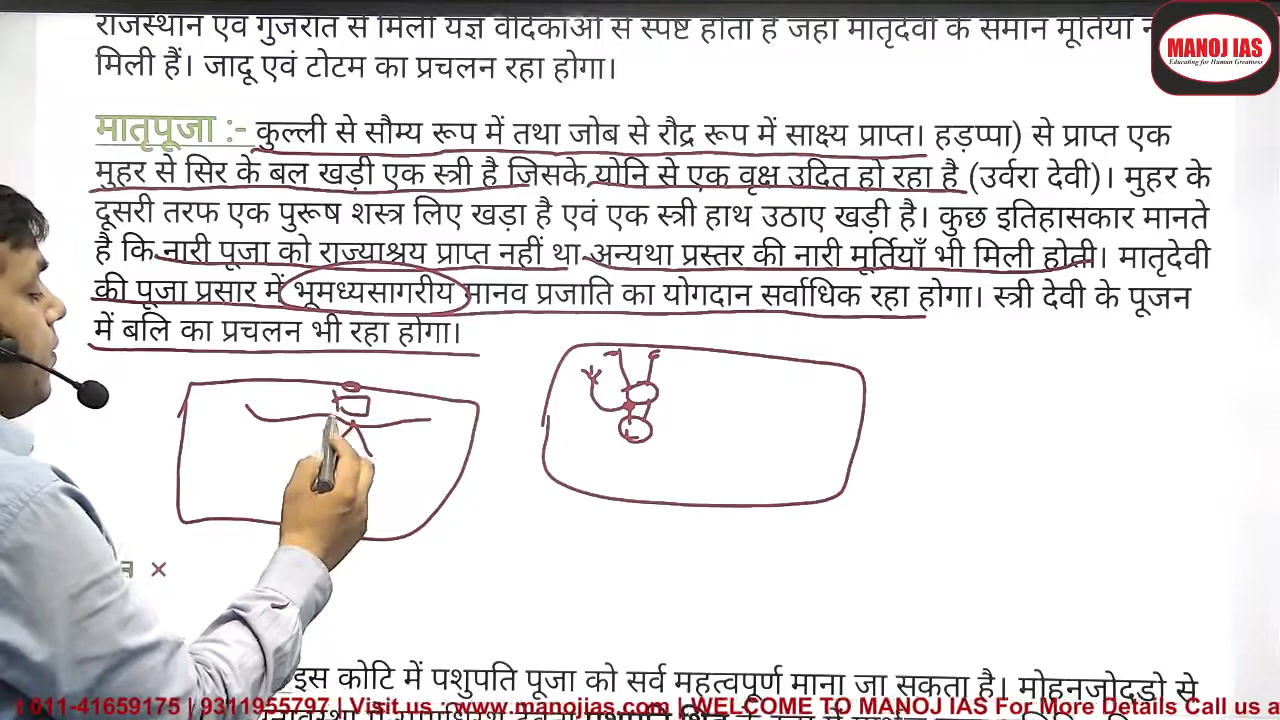 राजस्थान एवं गुजरात से मिली यज्ञ वेदिकाओं से स्पष्ट होता है जहां मातृदेवी के समान मूर्तियां
मिली हैं। जादू एवं टोटम का प्रचलन रहा होगा।
मातृपूजा :- कुल्ली से सौम्य रूप में तथा जोब से रौद्र रूप में साक्ष्य प्राप्त। हड़प्पा) से प्राप्त एक
मुहर से सिर के बल खड़ी एक स्त्री है जिसके योनि से एक वृक्ष उदित हो रहा है (उर्वरा देवी)। मुहर के
दूसरी तरफ एक पुरूष शस्त्र लिए खड़ा है एवं एक स्त्री हाथ उठाए खड़ी है। कुछ इतिहासकार मानते
है कि नारी पूजा को राज्याश्रय प्राप्त नहीं था अन्यथा प्रस्तर की नारी मूर्तियाँ भी मिली होती। मातृदेवी
की पूजा प्रसार में भूमध्यसागरीय मानव प्रजाति का योगदान सर्वाधिक रहा होगा। स्त्री देवी के पूजन
में बलि का प्रचलन भी रहा होगा।
इस कोटि में पशुपति पूजा को सर्व महत्वपूर्ण माना जा सकता है। मोहनजोदड़ो से
MANOJ IAS
Educating for Human Greatness
011-41659175 | 9311955797 | Visit us : www.manojias.com | WELCOME TO MANOJ IAS For More Details Call us a